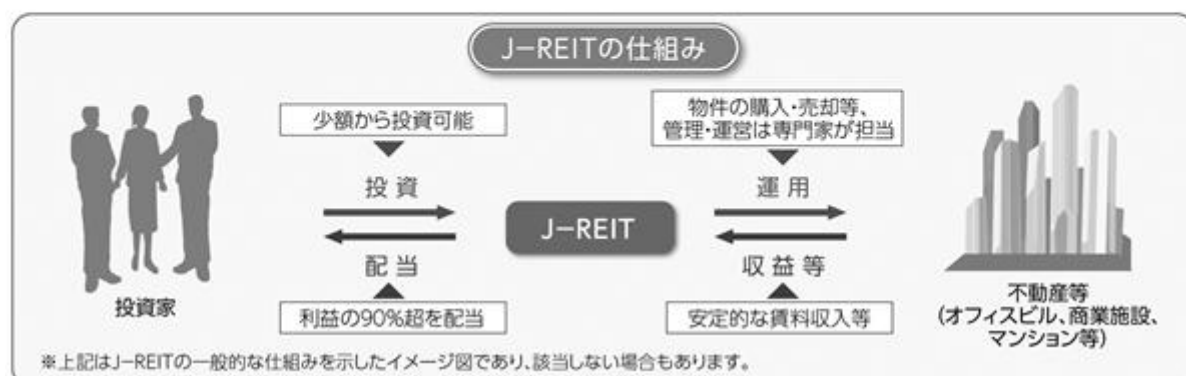 J-REITの仕組み
少額から投資可能
物件の購入・売却等、
管理・運営は専門家が担当
投資
運用
J-REIT
配当
収益等
利益の90%超を配当
安定的な賃料収入等
投資家
不動産等
(オフィスビル、商業施設、
マンション等)
※上記はJ-REITの一般的な仕組みを示したイメージ図であり、該当しない場合もあります。